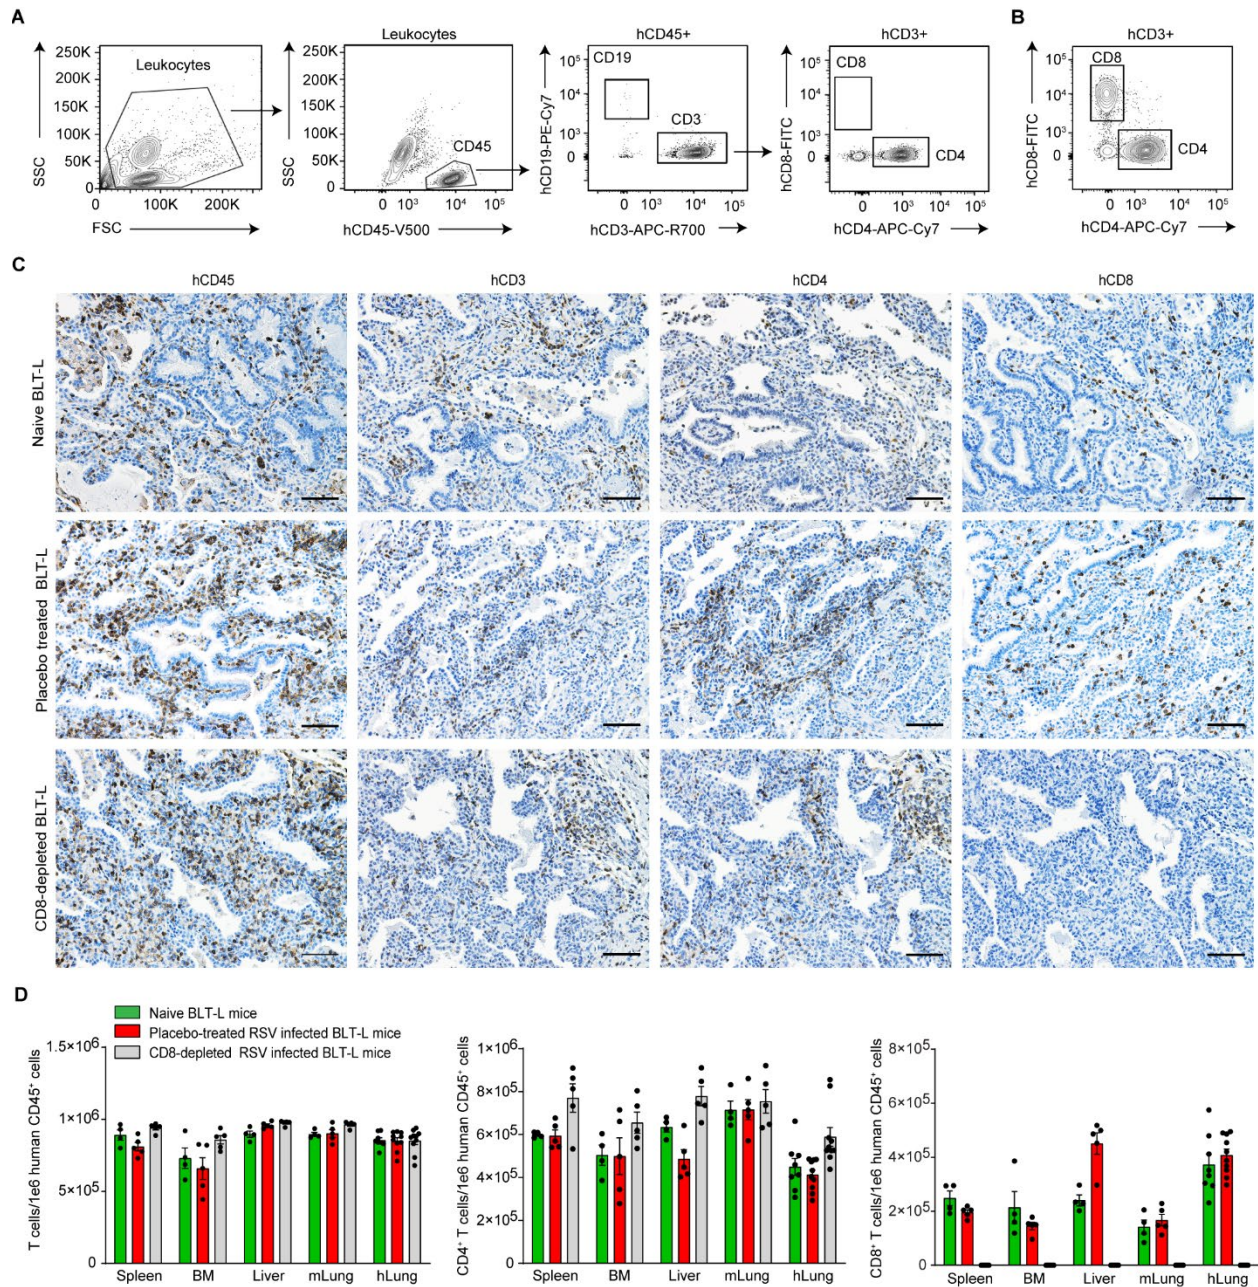 A
B
Leukocytes
hCD45+
hCD3+
hCD3+
SSC
250K
200K
150K
100K
50K
0
Leukocytes
100K
200K
FSC
SSC
250K
200K
150K
100K
50K
0
CD45
0
10³
10⁴
10⁵
hCD45-V500
hCD19-PE-Cy7
10⁵
10⁴
10³
0
CD19
CD3
0
10³
10⁴
10⁵
hCD3-APC-R700
hCD8-FITC
10⁵
10⁴
10³
0
CD8
CD4
0
10³
10⁴
10⁵
hCD4-APC-Cy7
hCD8-FITC
10⁵
10⁴
10³
0
CD8
CD4
0
10³
10⁴
10⁵
hCD4-APC-Cy7
C
hCD45
hCD3
hCD4
hCD8
Naive BLT-L
Placebo treated BLT-L
CD8-depleted BLT-L
D
Naive BLT-L mice
Placebo-treated RSV infected BLT-L mice
CD8-depleted RSV infected BLT-L mice
T cells/1e6 human CD45⁺ cells
1.5×10⁶
1×10⁶
5×10⁵
0
Spleen BM Liver mLung hLung
CD4⁺ T cells/1e6 human CD45⁺ cells
1×10⁶
8×10⁵
6×10⁵
4×10⁵
2×10⁵
0
Spleen BM Liver mLung hLung
CD8⁺ T cells/1e6 human CD45⁺ cells
8×10⁵
6×10⁵
4×10⁵
2×10⁵
0
Spleen BM Liver mLung hLung